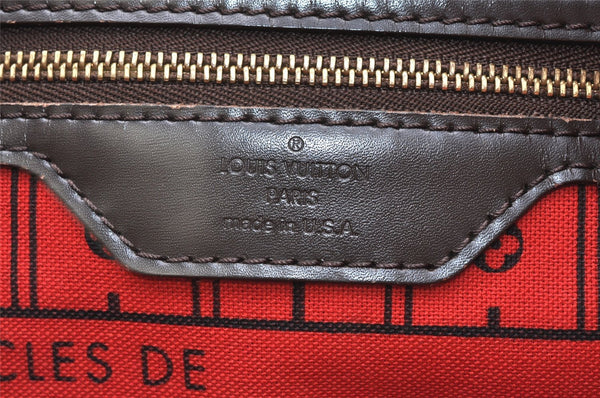 ®
LOUIS VUITTON
PARIS
made in U.S.A.
CLES DE